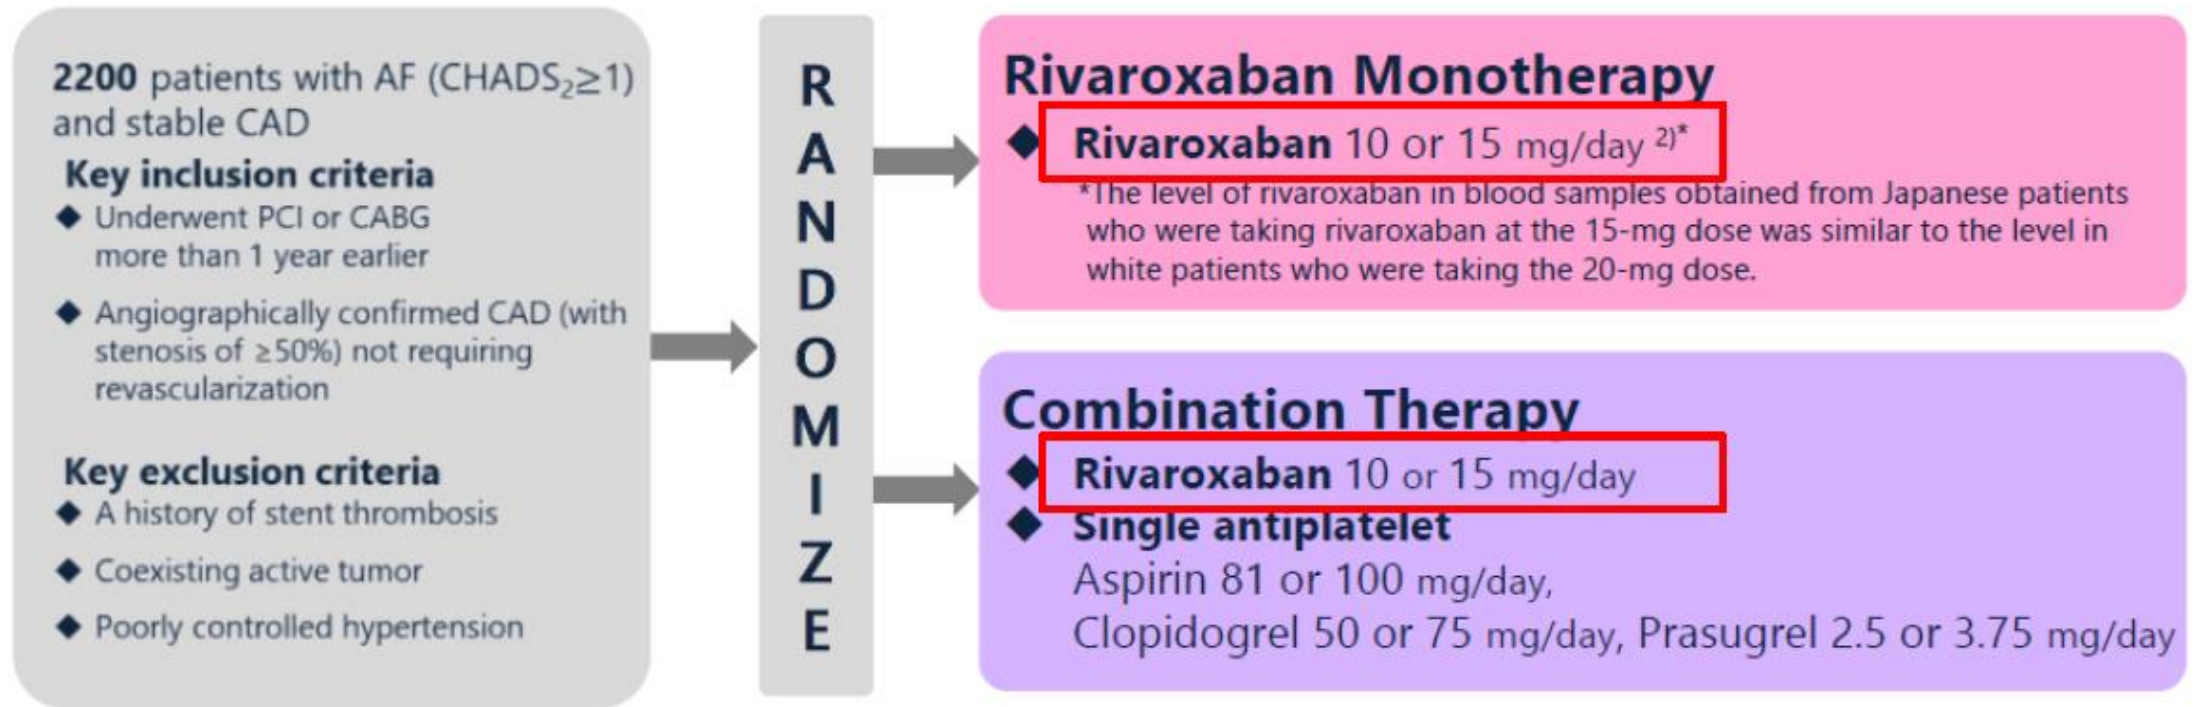 2200 patients with AF (CHADS₂≥1)
and stable CAD
Key inclusion criteria
◆ Underwent PCI or CABG
more than 1 year earlier
◆ Angiographically confirmed CAD (with
stenosis of ≥50%) not requiring
revascularization
Key exclusion criteria
◆ A history of stent thrombosis
◆ Coexisting active tumor
◆ Poorly controlled hypertension
R
A
N
D
O
M
I
Z
E
Rivaroxaban Monotherapy
◆ Rivaroxaban 10 or 15 mg/day ²⁾*
*The level of rivaroxaban in blood samples obtained from Japanese patients
who were taking rivaroxaban at the 15-mg dose was similar to the level in
white patients who were taking the 20-mg dose.
Combination Therapy
◆ Rivaroxaban 10 or 15 mg/day
◆ Single antiplatelet
Aspirin 81 or 100 mg/day,
Clopidogrel 50 or 75 mg/day, Prasugrel 2.5 or 3.75 mg/day